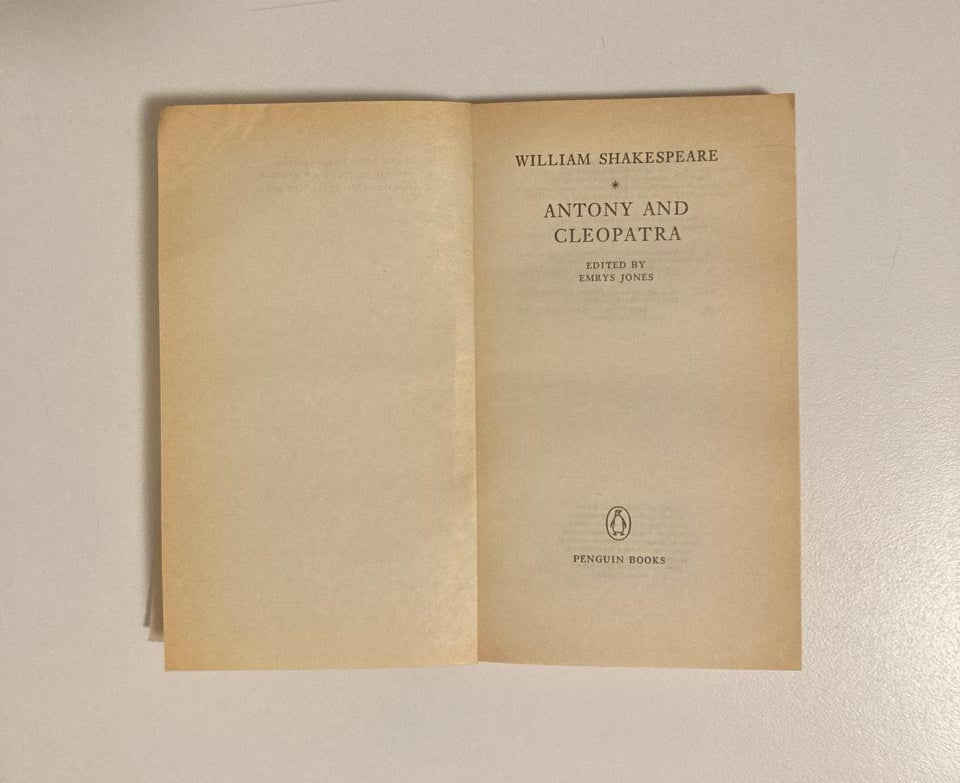 WILLIAM SHAKESPEARE
*
ANTONY AND
CLEOPATRA
EDITED BY
EMRYS JONES
PENGUIN BOOKS